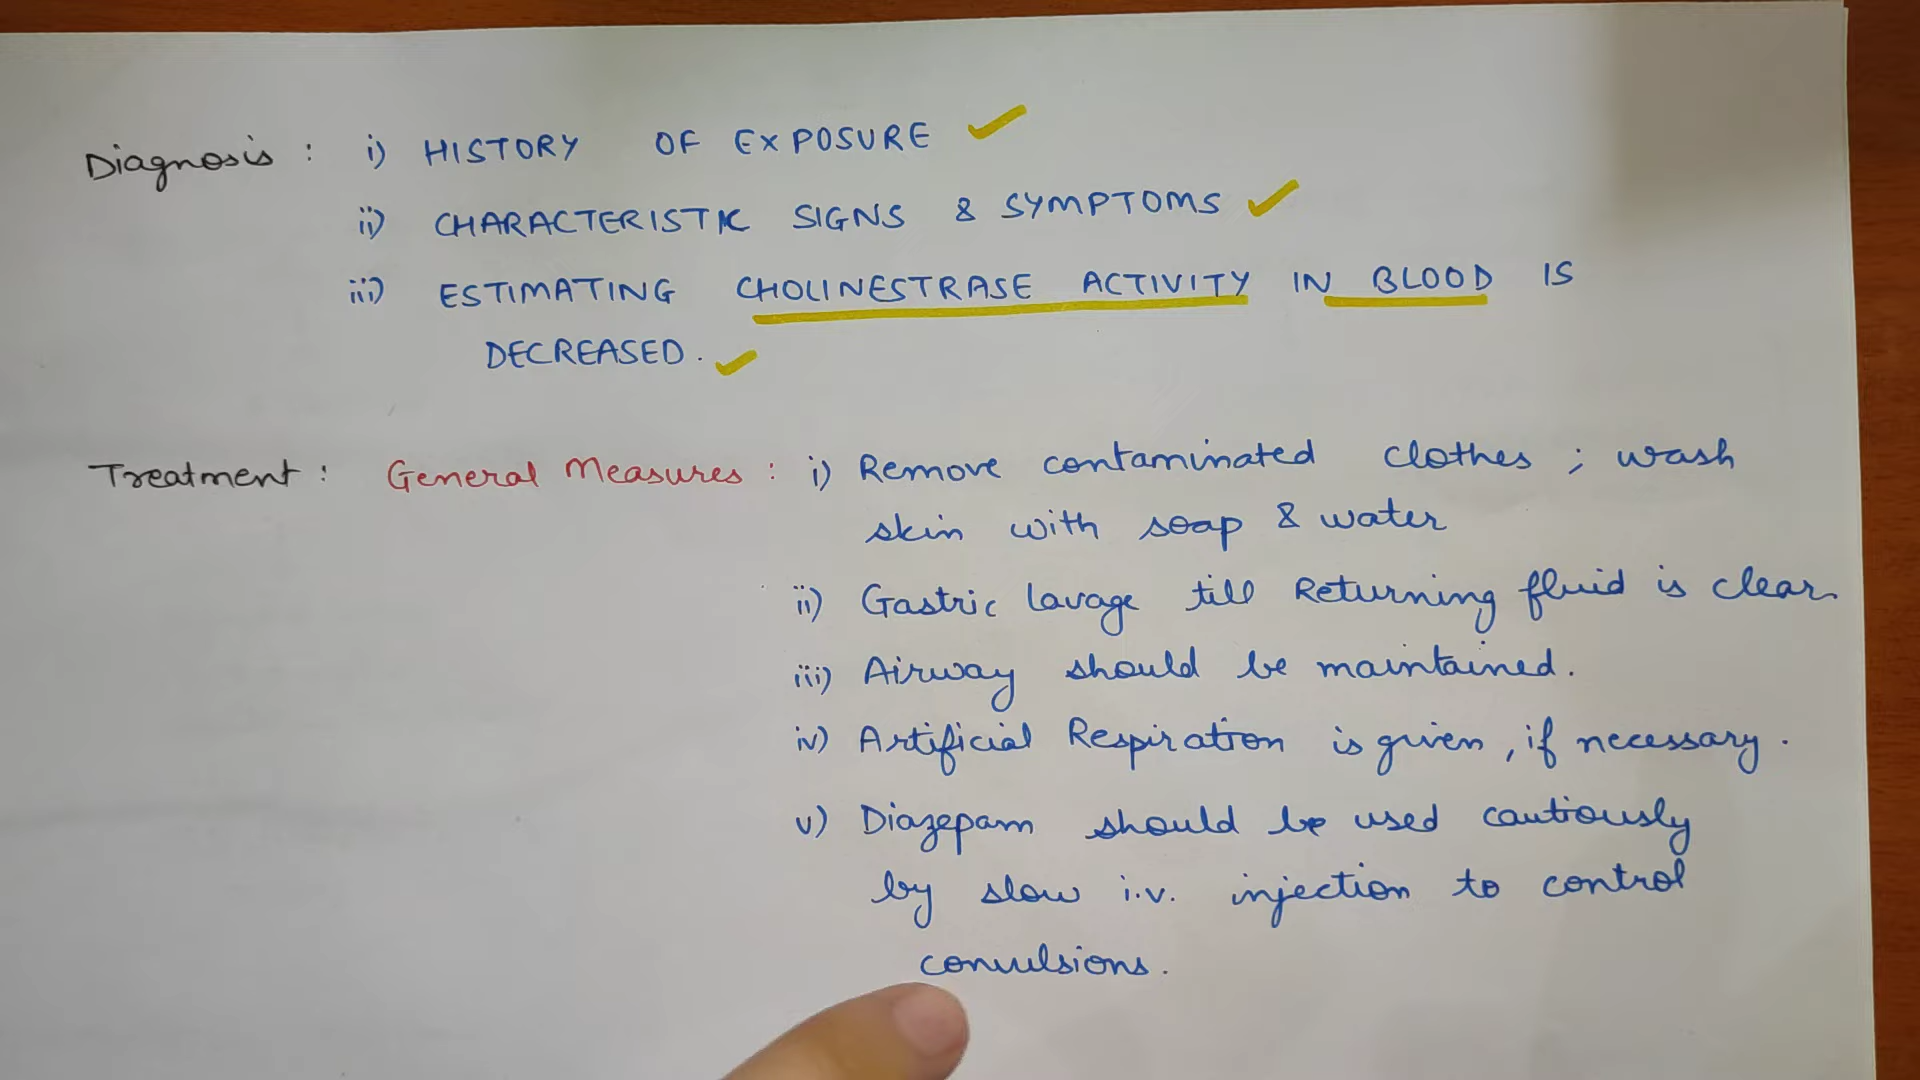 Diagnosis : i) HISTORY OF EXPOSURE
ii) CHARACTERISTIC SIGNS & SYMPTOMS
iii) ESTIMATING CHOLINESTRASE ACTIVITY IN BLOOD IS
DECREASED.
Treatment : General Measures : i) Remove contaminated clothes ; wash
skin with soap & water
ii) Gastric lavage till Returning fluid is clear
iii) Airway should be maintained.
iv) Artificial Respiration is given, if necessary.
v) Diazepam should be used cautiously
by slow i.v. injection to control
convulsions.